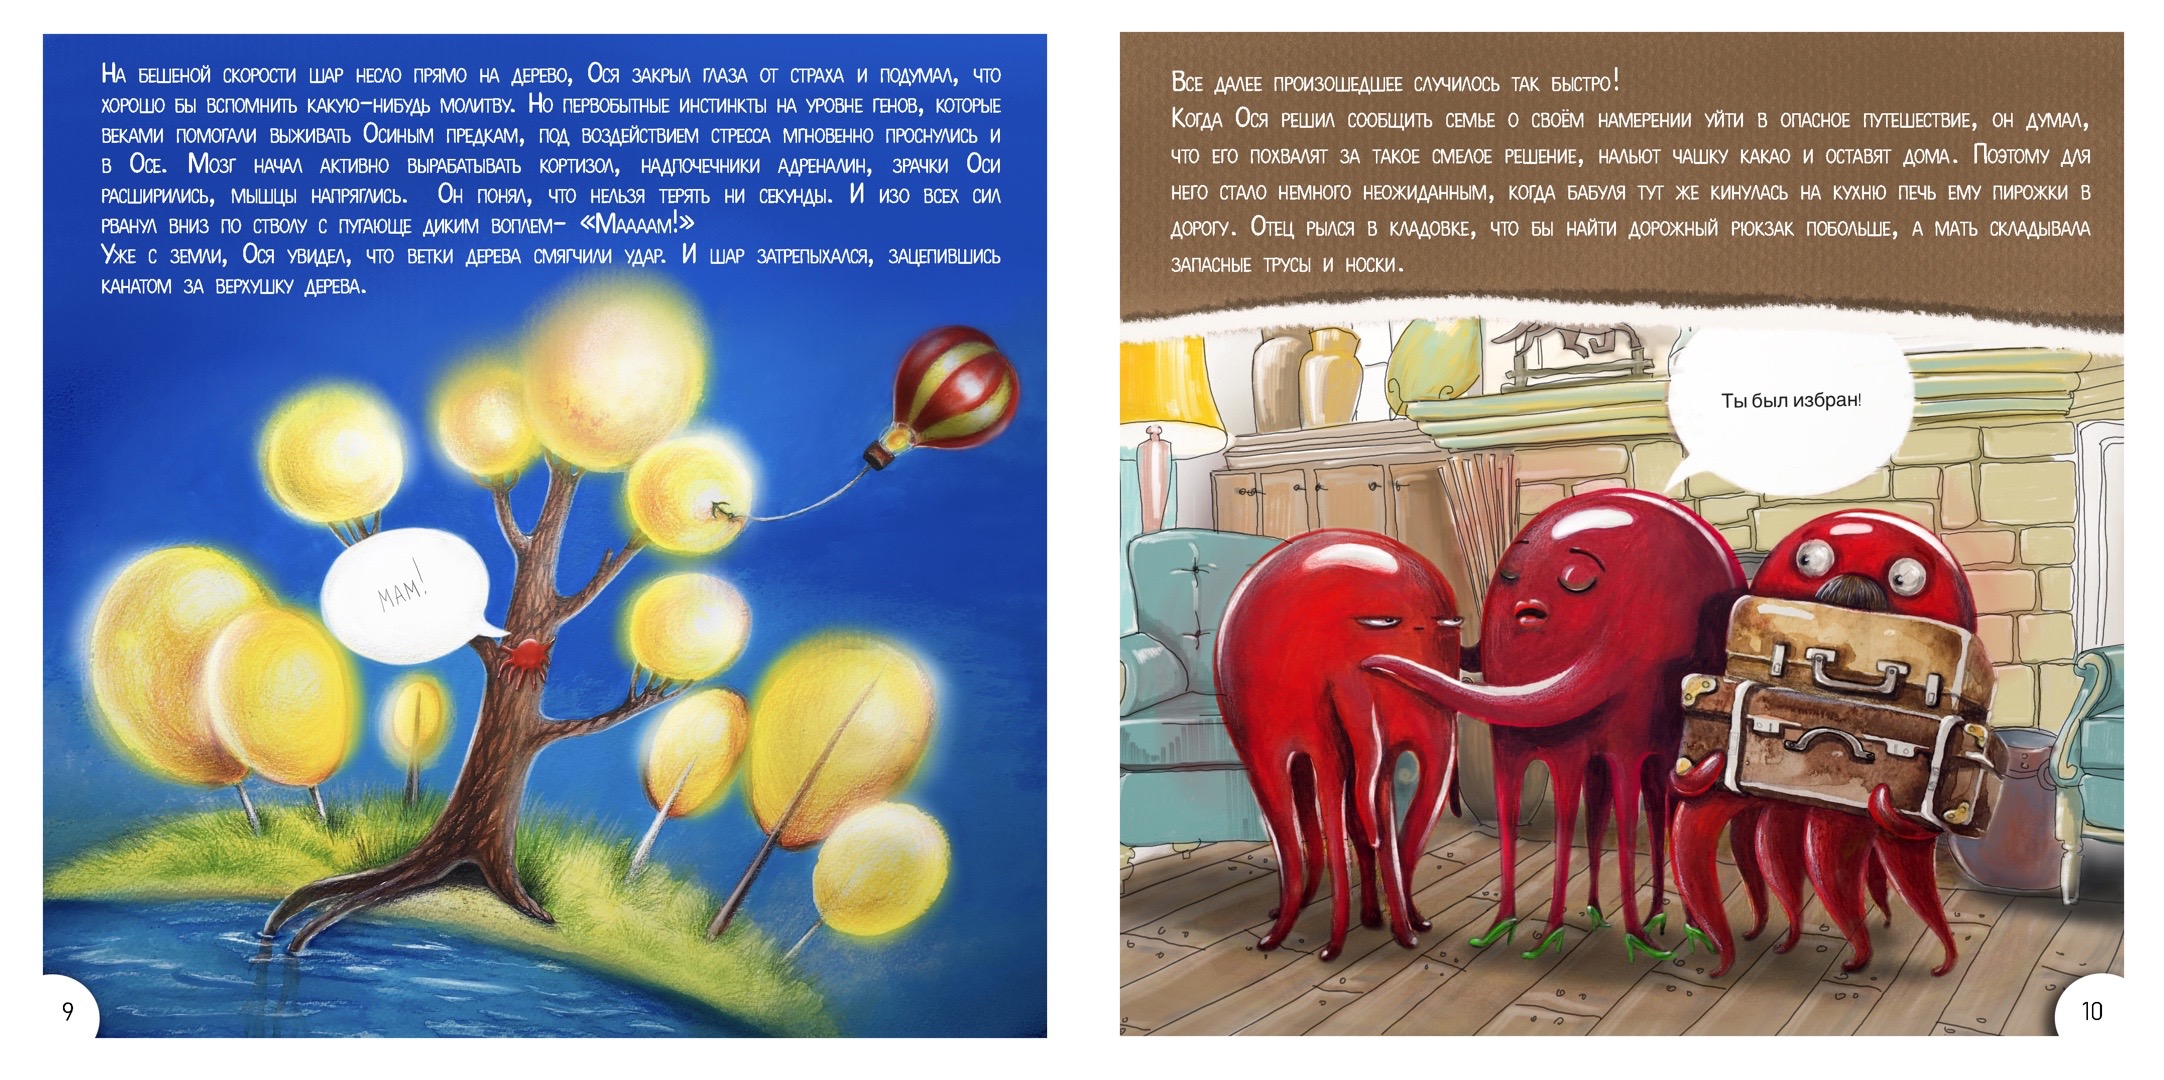 На бешеной скорости шар несло прямо на дерево, Ося закрыл глаза от страха и подумал, что
хорошо бы вспомнить какую-нибудь молитву. Но первобытные инстинкты на уровне генов, которые
веками помогали выживать Осиным предкам, под воздействием стресса мгновенно проснулись и
в Осе. Мозг начал активно вырабатывать кортизол, надпочечники адреналин, зрачки Оси
расширились, мышцы напряглись. Он понял, что нельзя терять ни секунды. И изо всех сил
рванул вниз по стволу с пугающе диким воплем- «Маааам!»
Уже с земли, Ося увидел, что ветки дерева смягчили удар. И шар затрепыхался, зацепившись
канатом за верхушку дерева.
МАМ!
9
Все далее произошедшее случилось так быстро!
Когда Ося решил сообщить семье о своём намерении уйти в опасное путешествие, он думал,
что его похвалят за такое смелое решение, нальют чашку какао и оставят дома. Поэтому для
него стало немного неожиданным, когда бабуля тут же кинулась на кухню печь ему пирожки в
дорогу. Отец рылся в кладовке, что бы найти дорожный рюкзак побольше, а мать складывала
запасные трусы и носки.
Ты был избран!
10